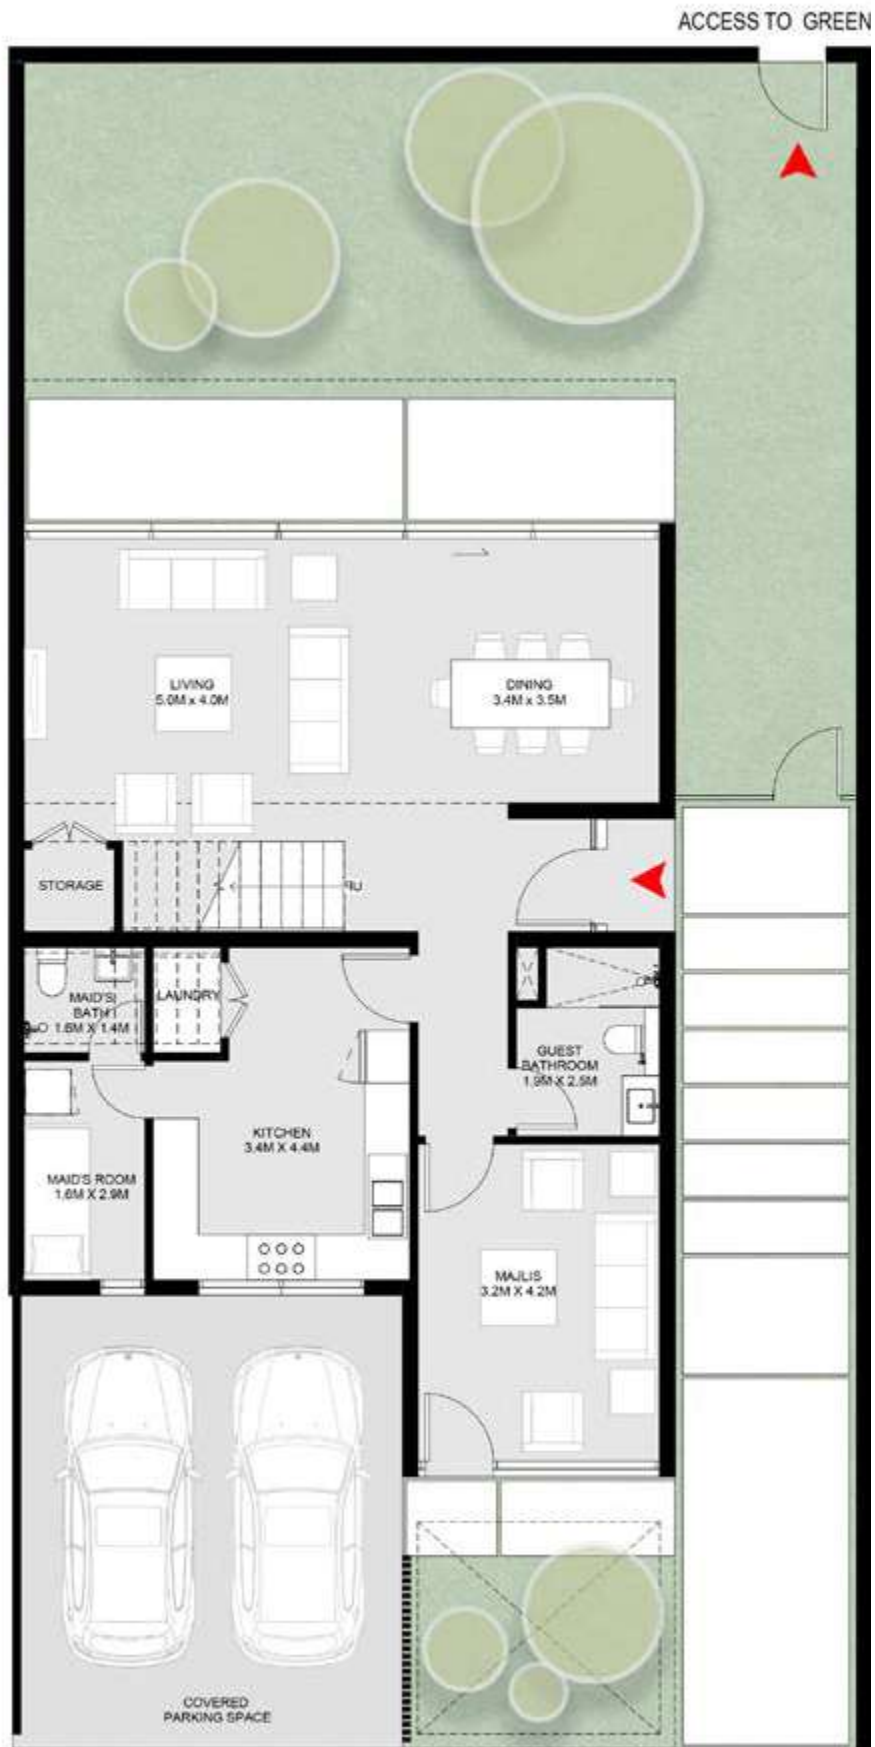 ACCESS TO GREEN
LIVING
5.0M x 4.0M
DINING
3.4M x 3.5M
STORAGE
UP
MAID'S
BATH
1.6M X 1.4M
LAUNDRY
GUEST
BATHROOM
1.9M X 2.5M
KITCHEN
3.4M X 4.4M
MAID'S ROOM
1.6M X 2.9M
MAJLIS
3.2M X 4.2M
COVERED
PARKING SPACE